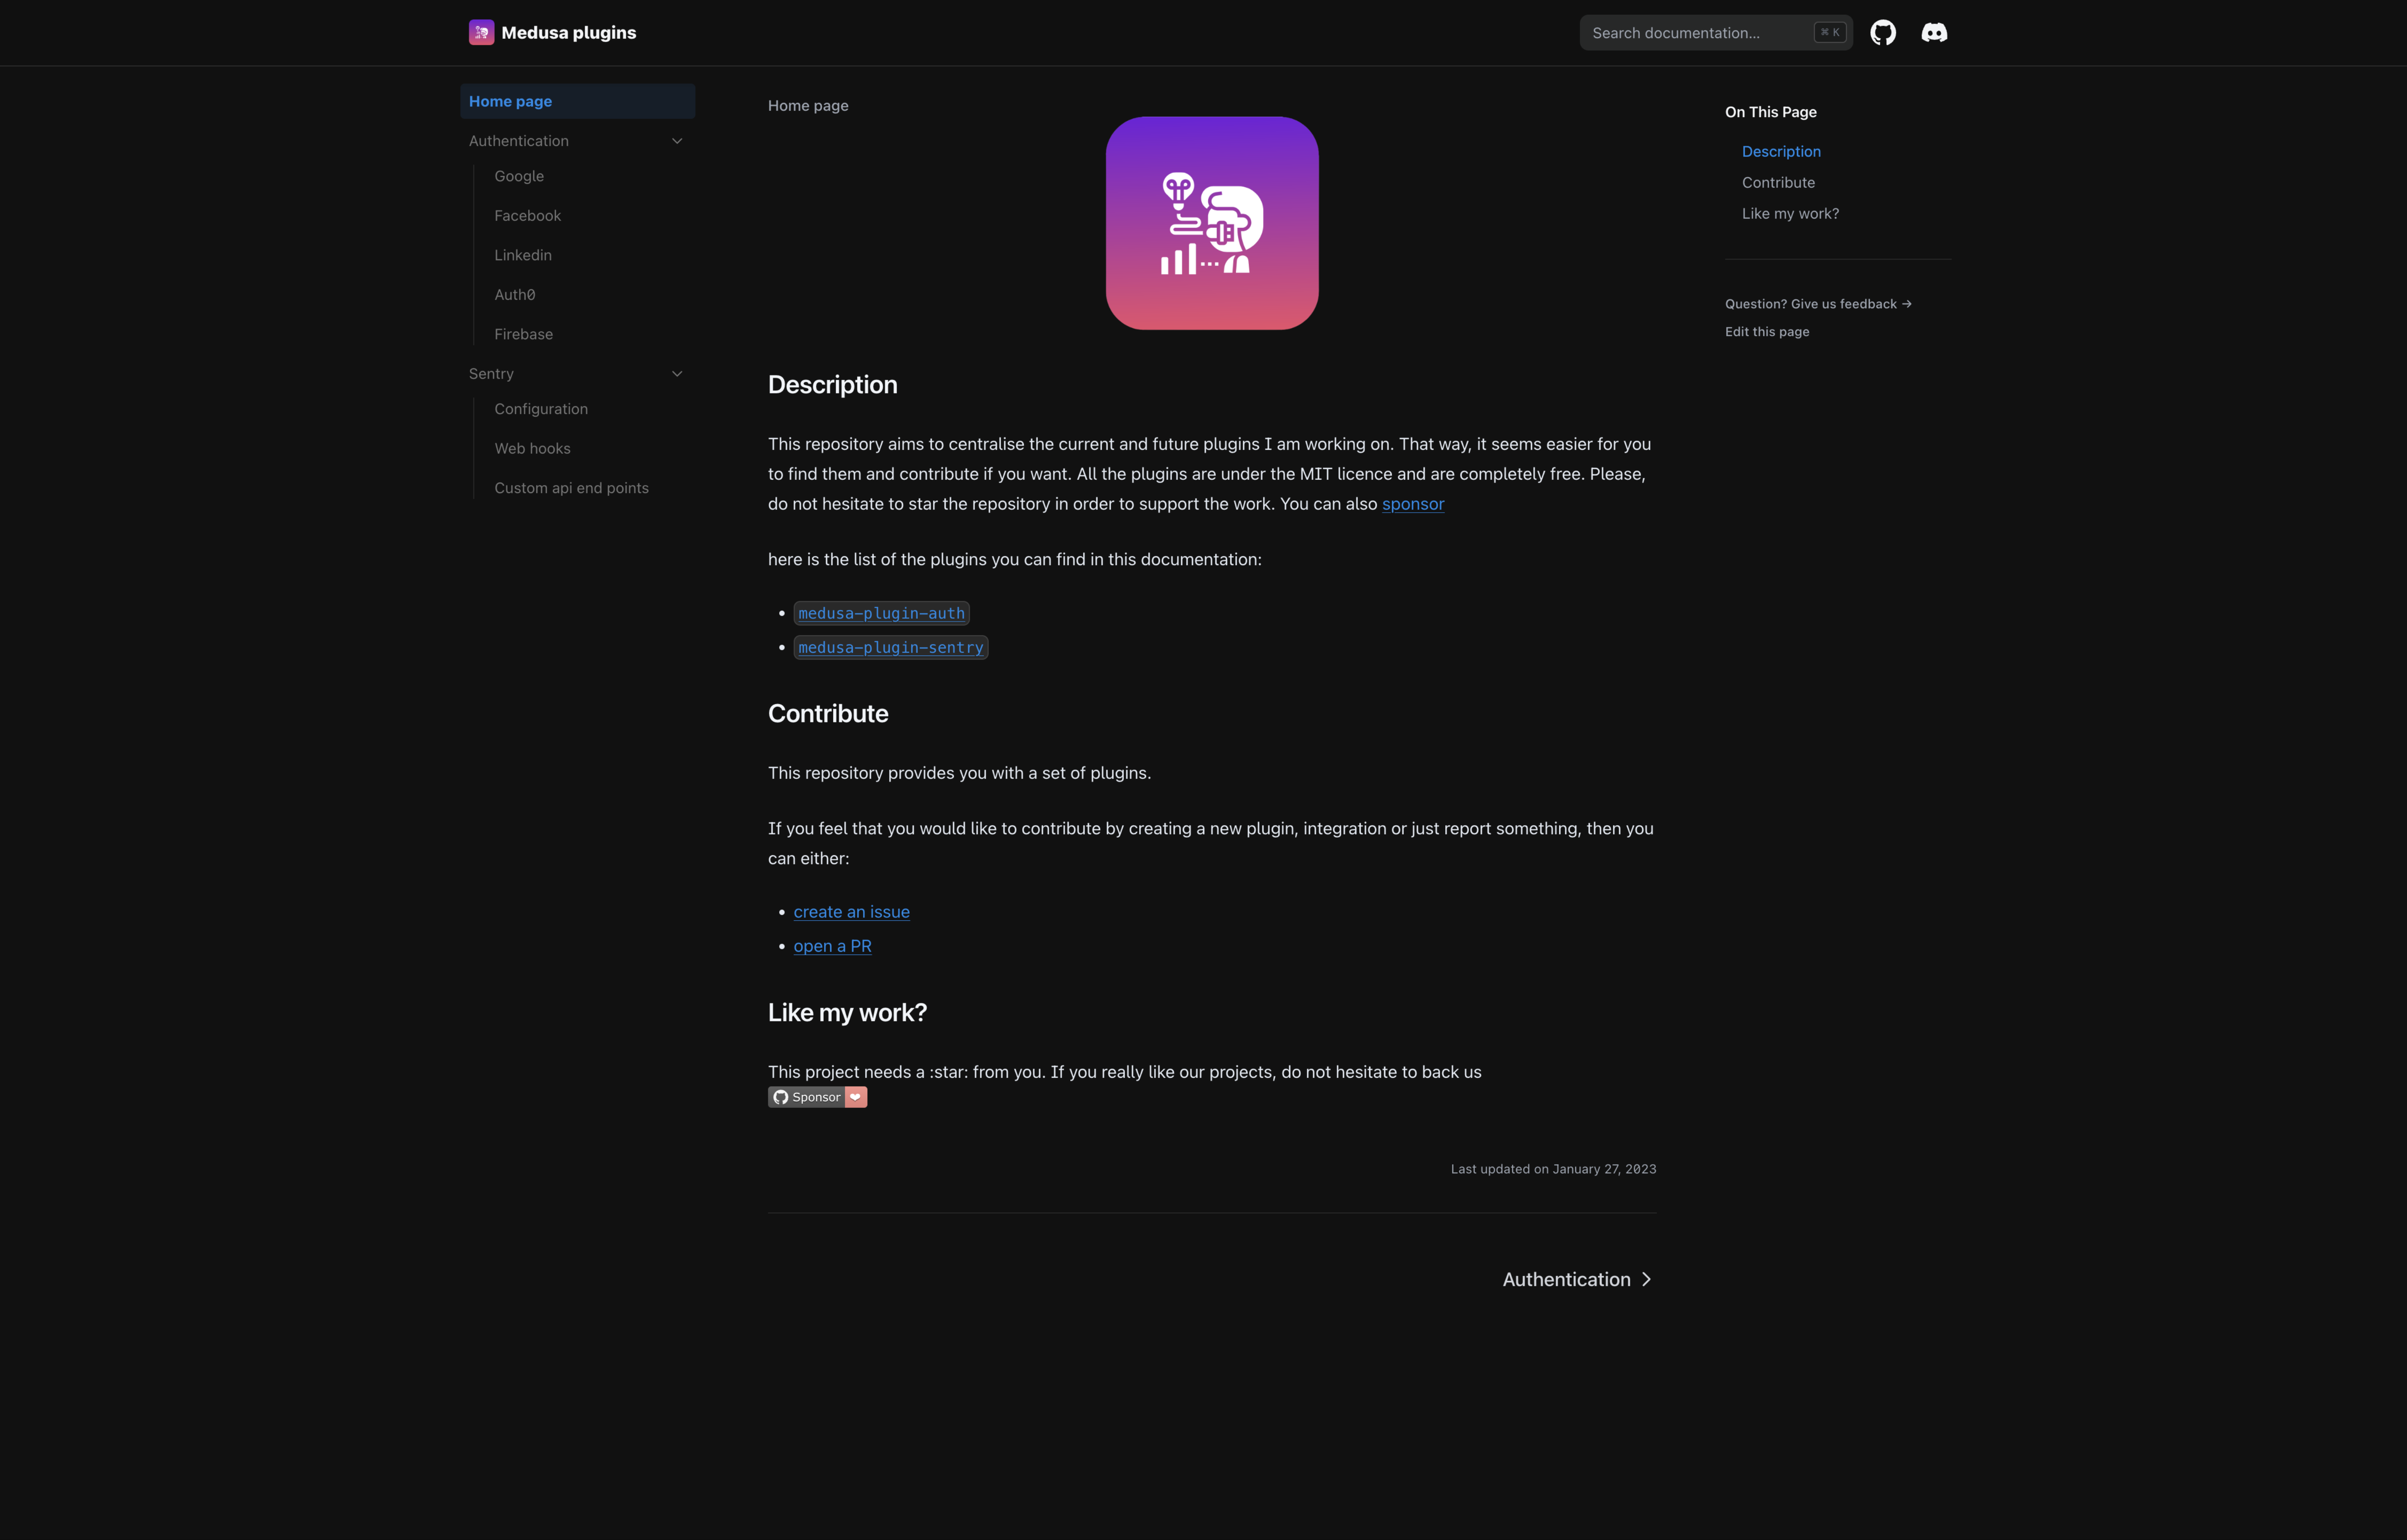 Medusa plugins
Search documentation…
⌘ K
Home page
Authentication
Google
Facebook
Linkedin
Auth0
Firebase
Sentry
Configuration
Web hooks
Custom api end points
Home page
Description
This repository aims to centralise the current and future plugins I am working on. That way, it seems easier for you
to find them and contribute if you want. All the plugins are under the MIT licence and are completely free. Please,
do not hesitate to star the repository in order to support the work. You can also sponsor
here is the list of the plugins you can find in this documentation:
• medusa-plugin-auth
• medusa-plugin-sentry
Contribute
This repository provides you with a set of plugins.
If you feel that you would like to contribute by creating a new plugin, integration or just report something, then you
can either:
• create an issue
• open a PR
Like my work?
This project needs a :star: from you. If you really like our projects, do not hesitate to back us
Sponsor
Last updated on January 27, 2023
Authentication
On This Page
Description
Contribute
Like my work?
Question? Give us feedback →
Edit this page